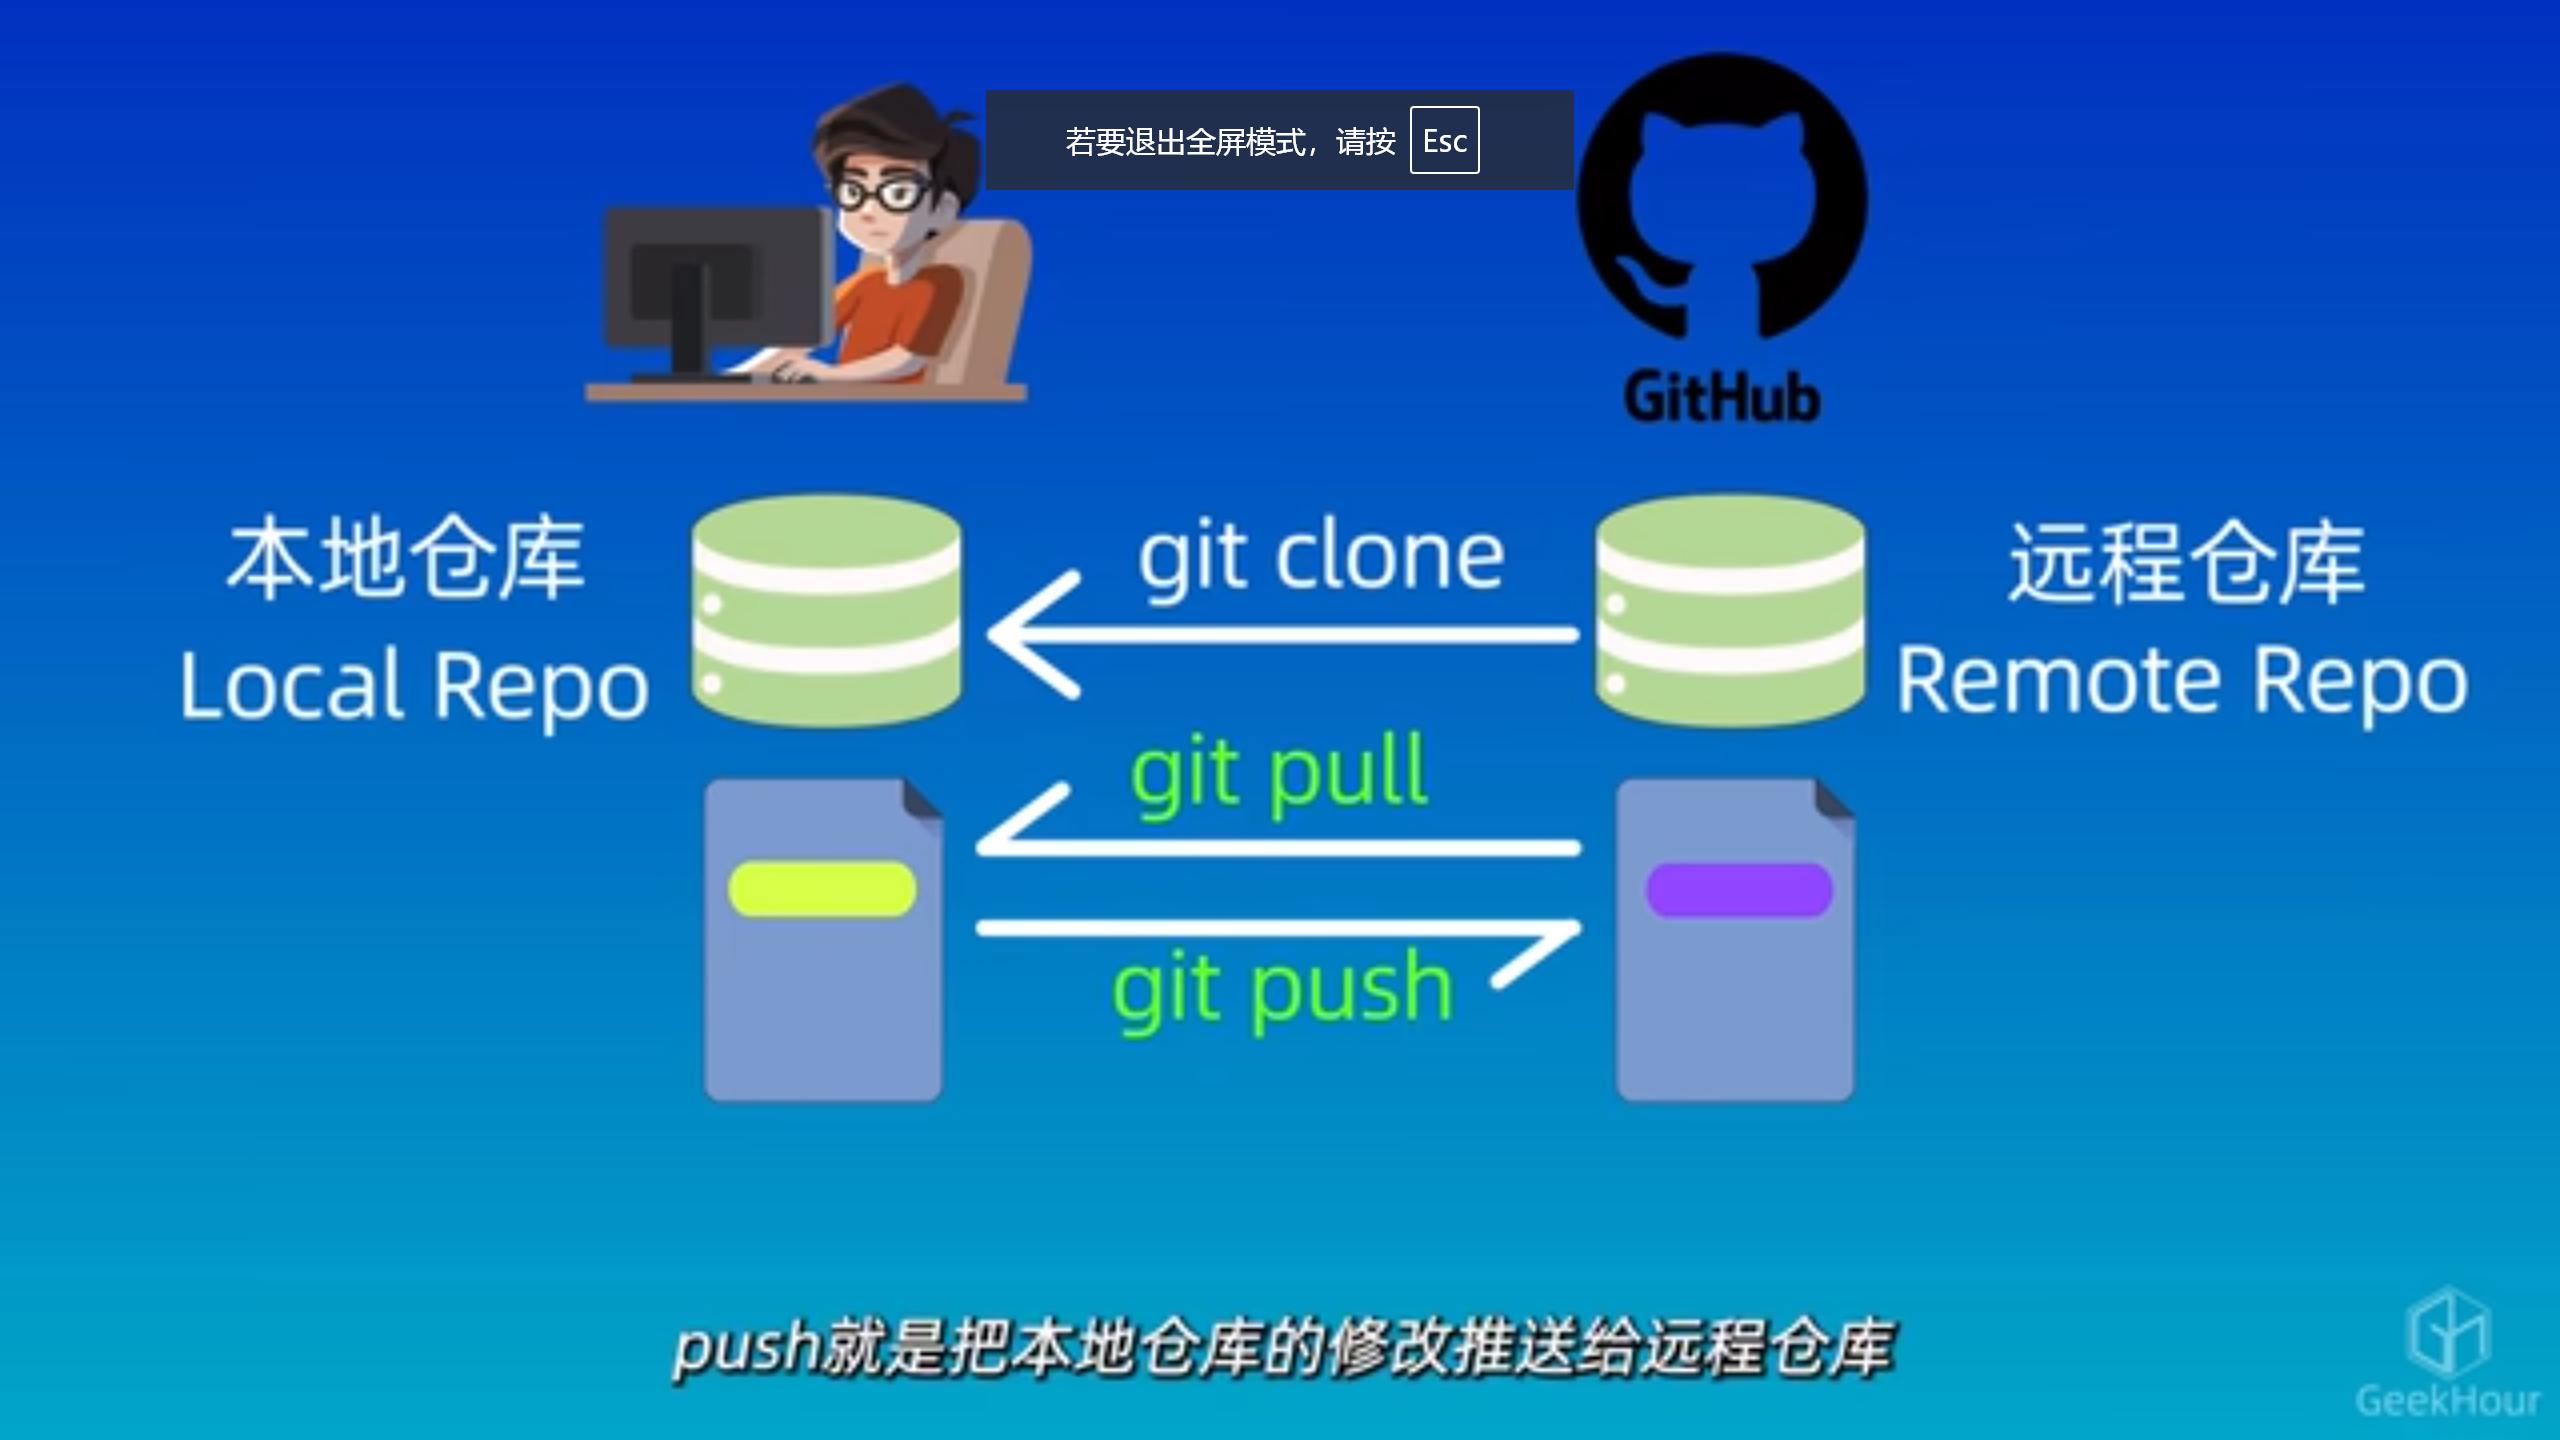 若要退出全屏模式，请按 Esc
GitHub
本地仓库
Local Repo
git clone
远程仓库
Remote Repo
git pull
git push
push就是把本地仓库的修改推送给远程仓库
GeekHour